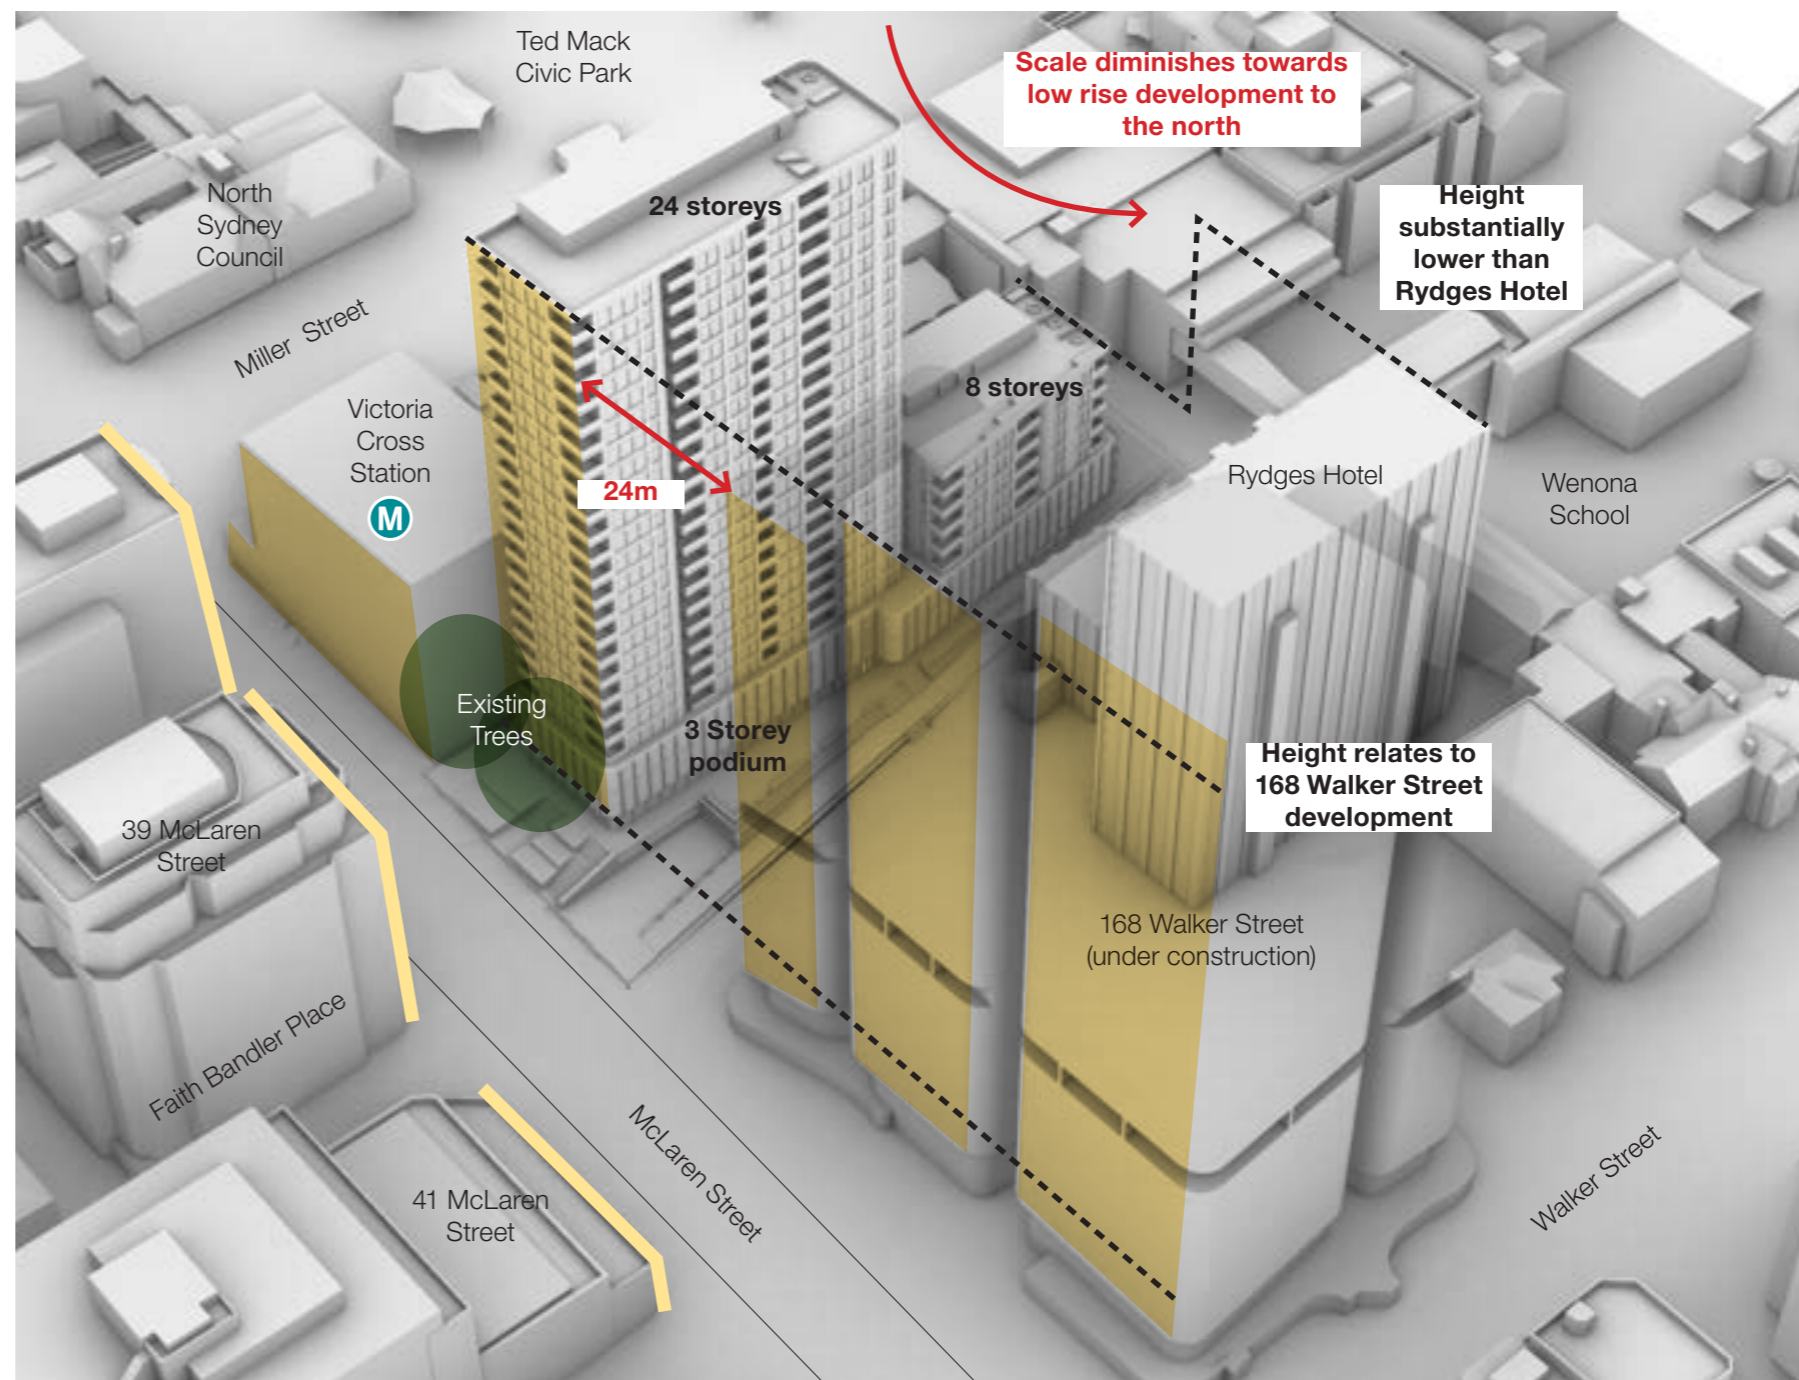 Ted Mack
Civic Park
Scale diminishes towards
low rise development to
the north
North
Sydney
Council
24 storeys
Height
substantially
lower than
Rydges Hotel
Miller Street
8 storeys
Victoria
Cross
Station
M
24m
Rydges Hotel
Wenona
School
Existing
Trees
3 Storey
podium
Height relates to
168 Walker Street
development
39 McLaren
Street
168 Walker Street
(under construction)
Faith Bandler Place
McLaren Street
Walker Street
41 McLaren
Street